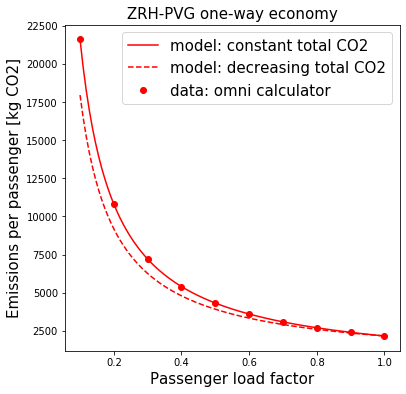 ZRH-PVG one-way economy
model: constant total CO2
model: decreasing total CO2
data: omni calculator
Emissions per passenger [kg CO2]
22500
20000
17500
15000
12500
10000
7500
5000
2500
0.2 0.4 0.6 0.8 1.0
Passenger load factor